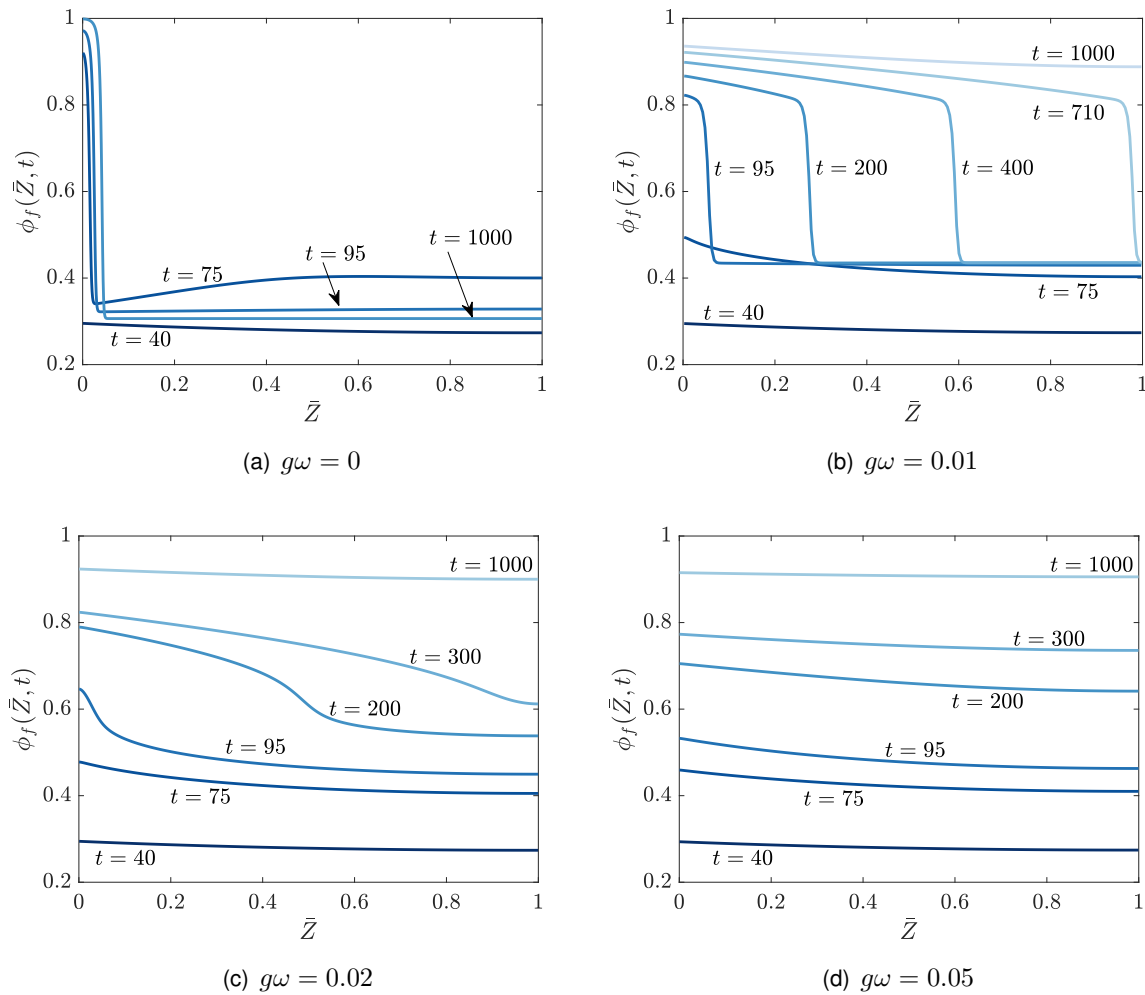 1
0.8
0.6
0.4
0.2
ϕ_f(Z̄, t)
t = 75
t = 95
t = 1000
t = 40
0 0.2 0.4 0.6 0.8 1
Z̄
(a) gω = 0
1
0.8
0.6
0.4
0.2
ϕ_f(Z̄, t)
t = 1000
t = 710
t = 95
t = 200
t = 400
t = 75
t = 40
0 0.2 0.4 0.6 0.8 1
Z̄
(b) gω = 0.01
1
0.8
0.6
0.4
0.2
ϕ_f(Z̄, t)
t = 1000
t = 300
t = 200
t = 95
t = 75
t = 40
0 0.2 0.4 0.6 0.8 1
Z̄
(c) gω = 0.02
1
0.8
0.6
0.4
0.2
ϕ_f(Z̄, t)
t = 1000
t = 300
t = 200
t = 95
t = 75
t = 40
0 0.2 0.4 0.6 0.8 1
Z̄
(d) gω = 0.05